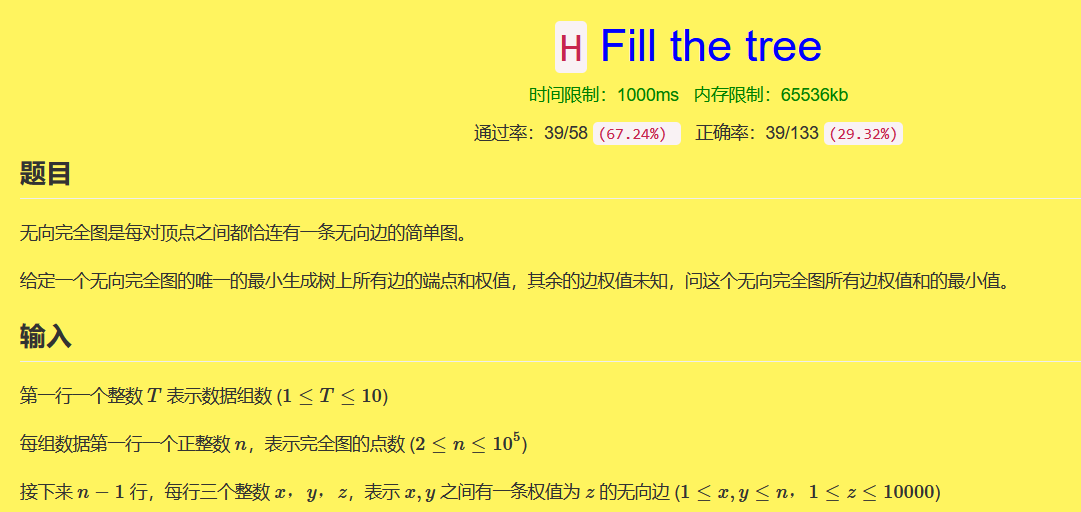 H Fill the tree
时间限制：1000ms 内存限制：65536kb
通过率：39/58 (67.24%) 正确率：39/133 (29.32%)
题目
无向完全图是每对顶点之间都恰连有一条无向边的简单图。
给定一个无向完全图的唯一的最小生成树上所有边的端点和权值，其余的边权值未知，问这个无向完全图所有边权值和的最小值。
输入
第一行一个整数 T 表示数据组数 (1 ≤ T ≤ 10)
每组数据第一行一个正整数 n，表示完全图的点数 (2 ≤ n ≤ 10^5)
接下来 n − 1 行，每行三个整数 x，y，z，表示 x, y 之间有一条权值为 z 的无向边 (1 ≤ x, y ≤ n，1 ≤ z ≤ 10000)